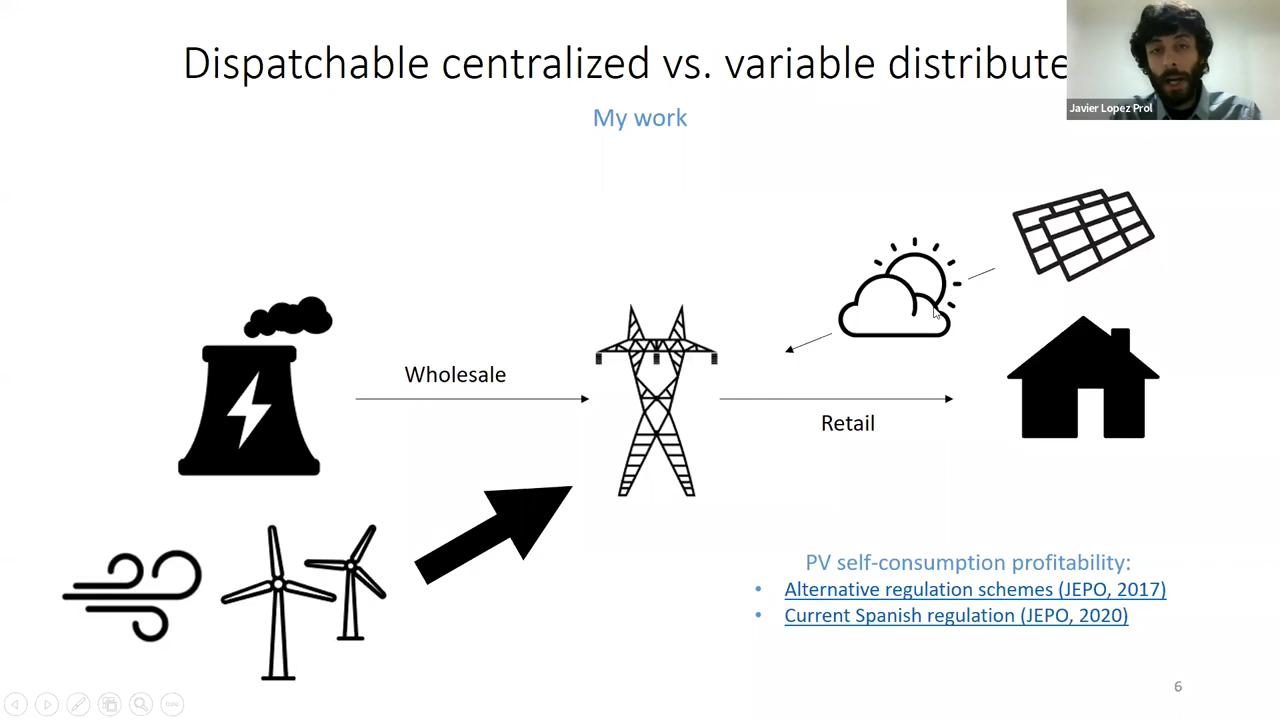 Dispatchable centralized vs. variable distribute
Javier Lopez Prol
My work
Wholesale
Retail
PV self-consumption profitability:
• Alternative regulation schemes (JEPO, 2017)
• Current Spanish regulation (JEPO, 2020)
6